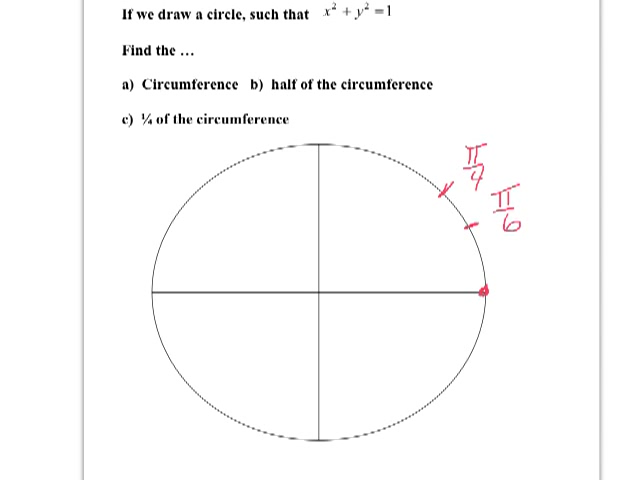 If we draw a circle, such that x² + y² = 1
Find the ...
a) Circumference b) half of the circumference
c) ¼ of the circumference
π/4
π/6